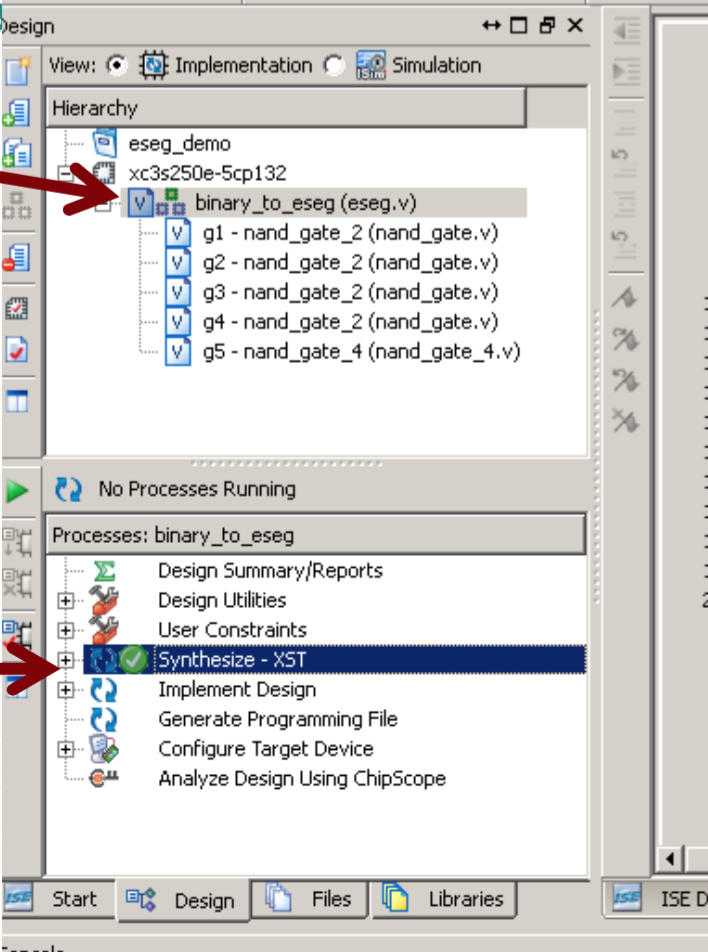 Design
View: Implementation Simulation
Hierarchy
eseg_demo
xc3s250e-5cp132
binary_to_eseg (eseg.v)
g1 - nand_gate_2 (nand_gate.v)
g2 - nand_gate_2 (nand_gate.v)
g3 - nand_gate_2 (nand_gate.v)
g4 - nand_gate_2 (nand_gate.v)
g5 - nand_gate_4 (nand_gate_4.v)
No Processes Running
Processes: binary_to_eseg
Design Summary/Reports
Design Utilities
User Constraints
Synthesize - XST
Implement Design
Generate Programming File
Configure Target Device
Analyze Design Using ChipScope
Start Design Files Libraries
ISE D